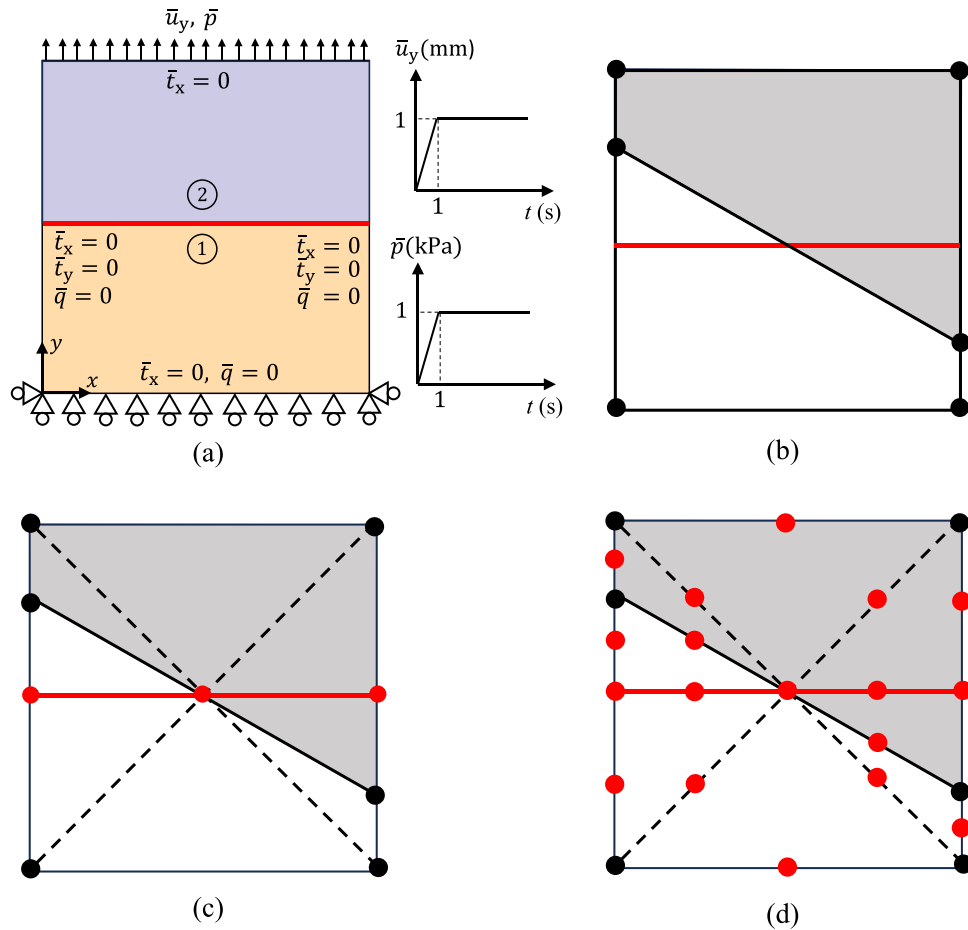 ū_y, p̄
t̄_x = 0
②
①
t̄_x = 0
t̄_y = 0
q̄ = 0
t̄_x = 0
t̄_y = 0
q̄ = 0
y
x
t̄_x = 0, q̄ = 0
(a)
ū_y(mm)
1
1
t (s)
p̄(kPa)
1
1
t (s)
(b)
(c)
(d)